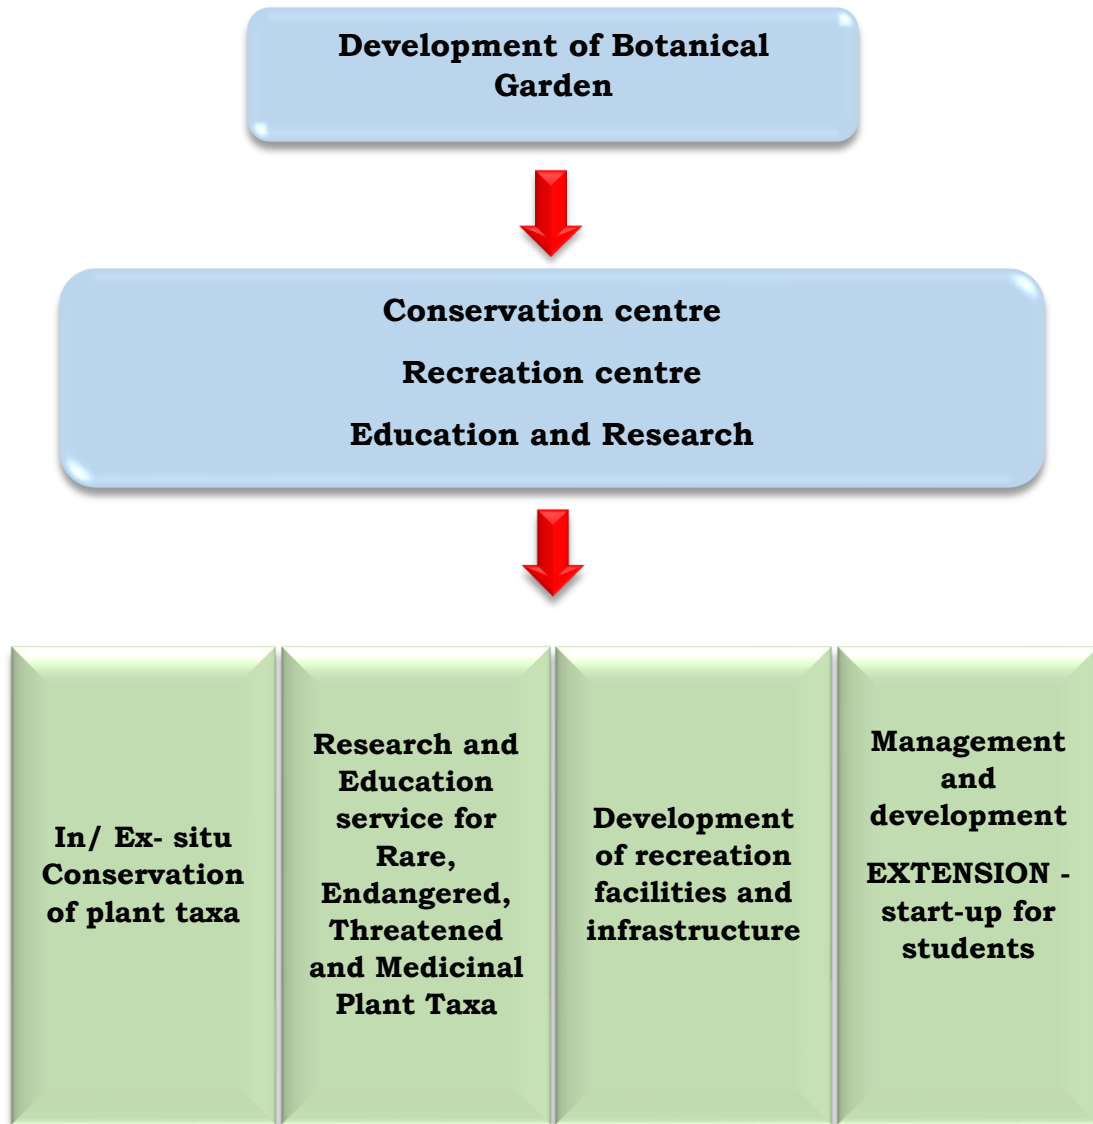 Development of Botanical
Garden
Conservation centre
Recreation centre
Education and Research
In/ Ex- situ
Conservation
of plant taxa
Research and
Education
service for
Rare,
Endangered,
Threatened
and Medicinal
Plant Taxa
Development
of recreation
facilities and
infrastructure
Management
and
development
EXTENSION -
start-up for
students